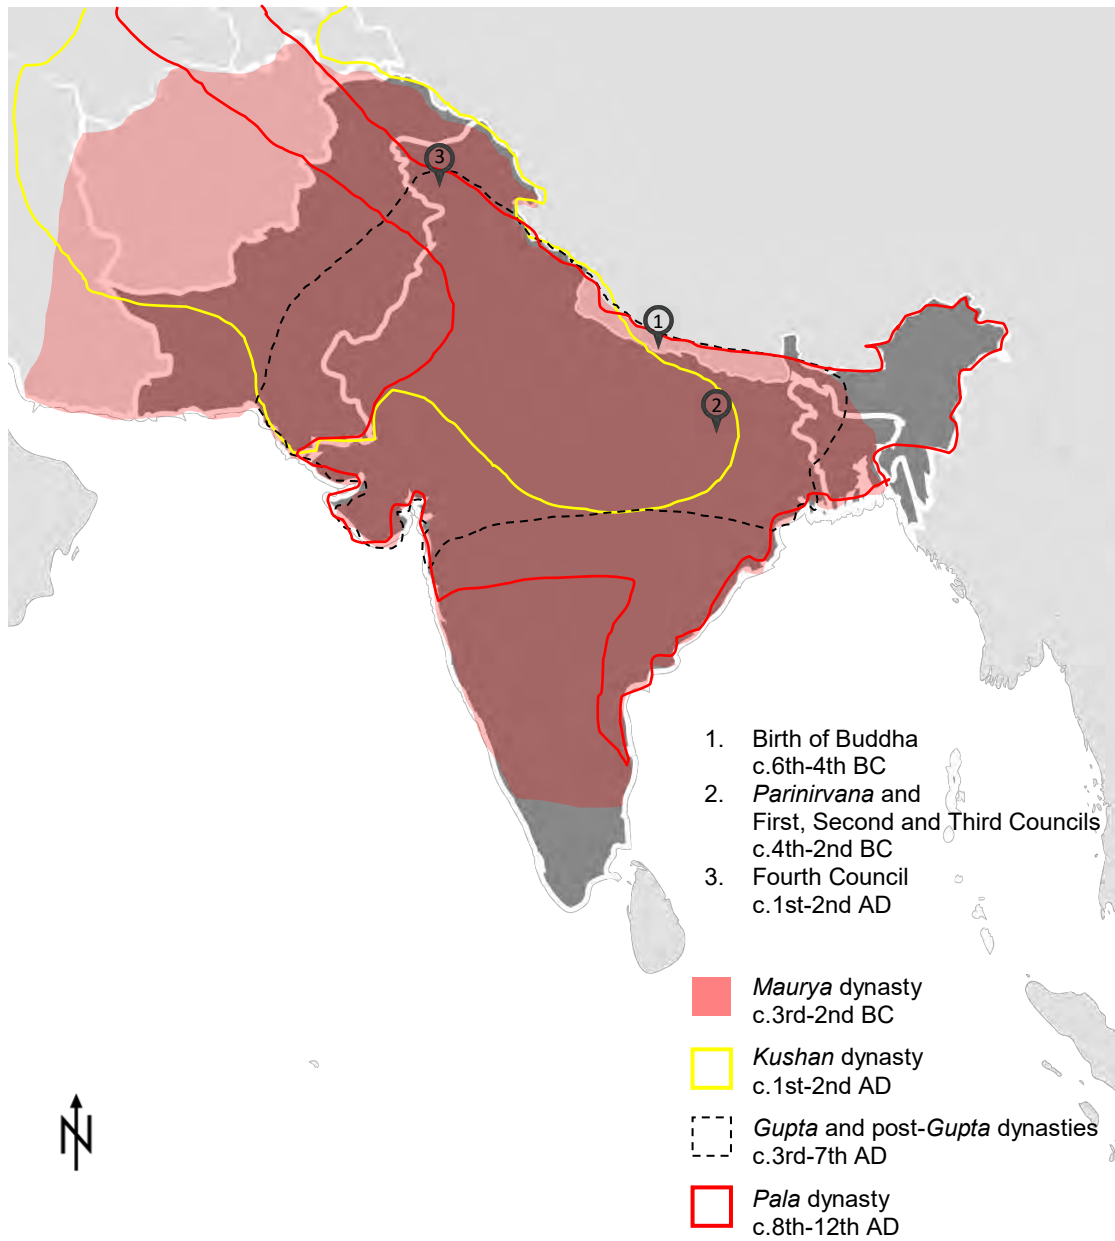 3
1
2
1. Birth of Buddha
c.6th-4th BC
2. Parinirvana and
First, Second and Third Councils
c.4th-2nd BC
3. Fourth Council
c.1st-2nd AD
Maurya dynasty
c.3rd-2nd BC
Kushan dynasty
c.1st-2nd AD
Gupta and post-Gupta dynasties
c.3rd-7th AD
Pala dynasty
c.8th-12th AD
N